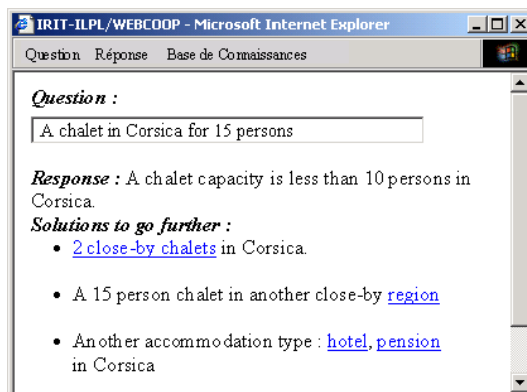 IRIT-ILPL/WEBCOOP - Microsoft Internet Explorer
Question Réponse Base de Connaissances
Question :
A chalet in Corsica for 15 persons
Response : A chalet capacity is less than 10 persons in
Corsica.
Solutions to go further :
• 2 close-by chalets in Corsica.
• A 15 person chalet in another close-by region
• Another accommodation type : hotel, pension
in Corsica